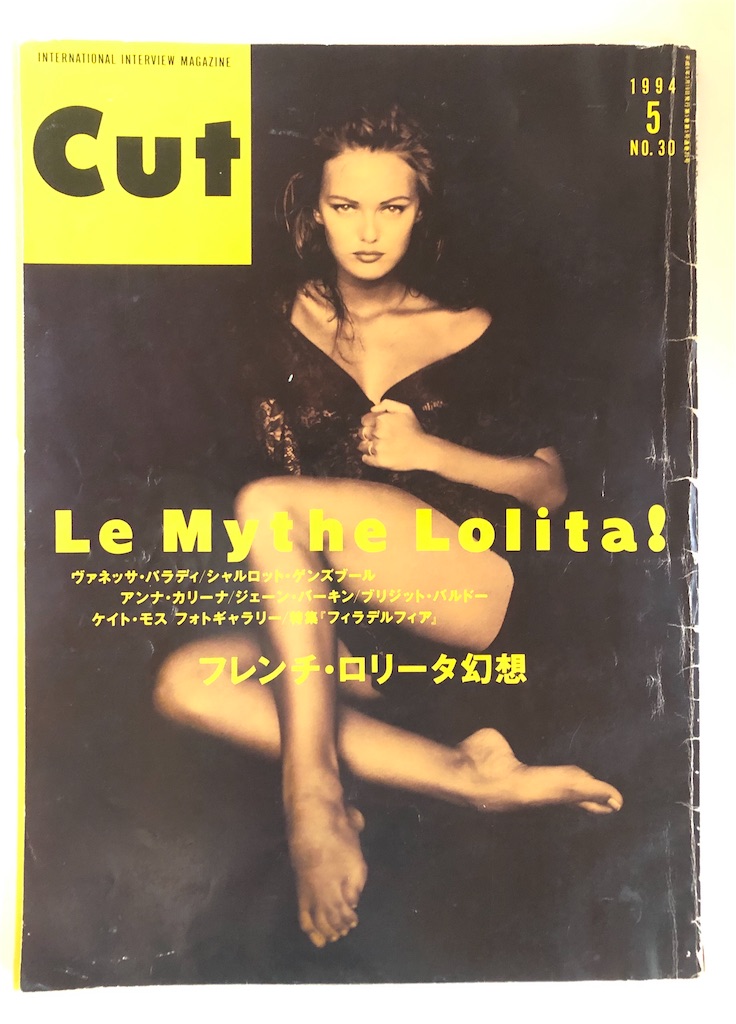 INTERNATIONAL INTERVIEW MAGAZINE
Cut
1994
5
NO.30
Le Mythe Lolita!
ヴァネッサ・パラディ/シャルロット・ゲンズブール
アンナ・カリーナ/ジェーン・バーキン/ブリジット・バルドー
ケイト・モス フォトギャラリー/特集『フィラデルフィア』
フレンチ・ロリータ幻想